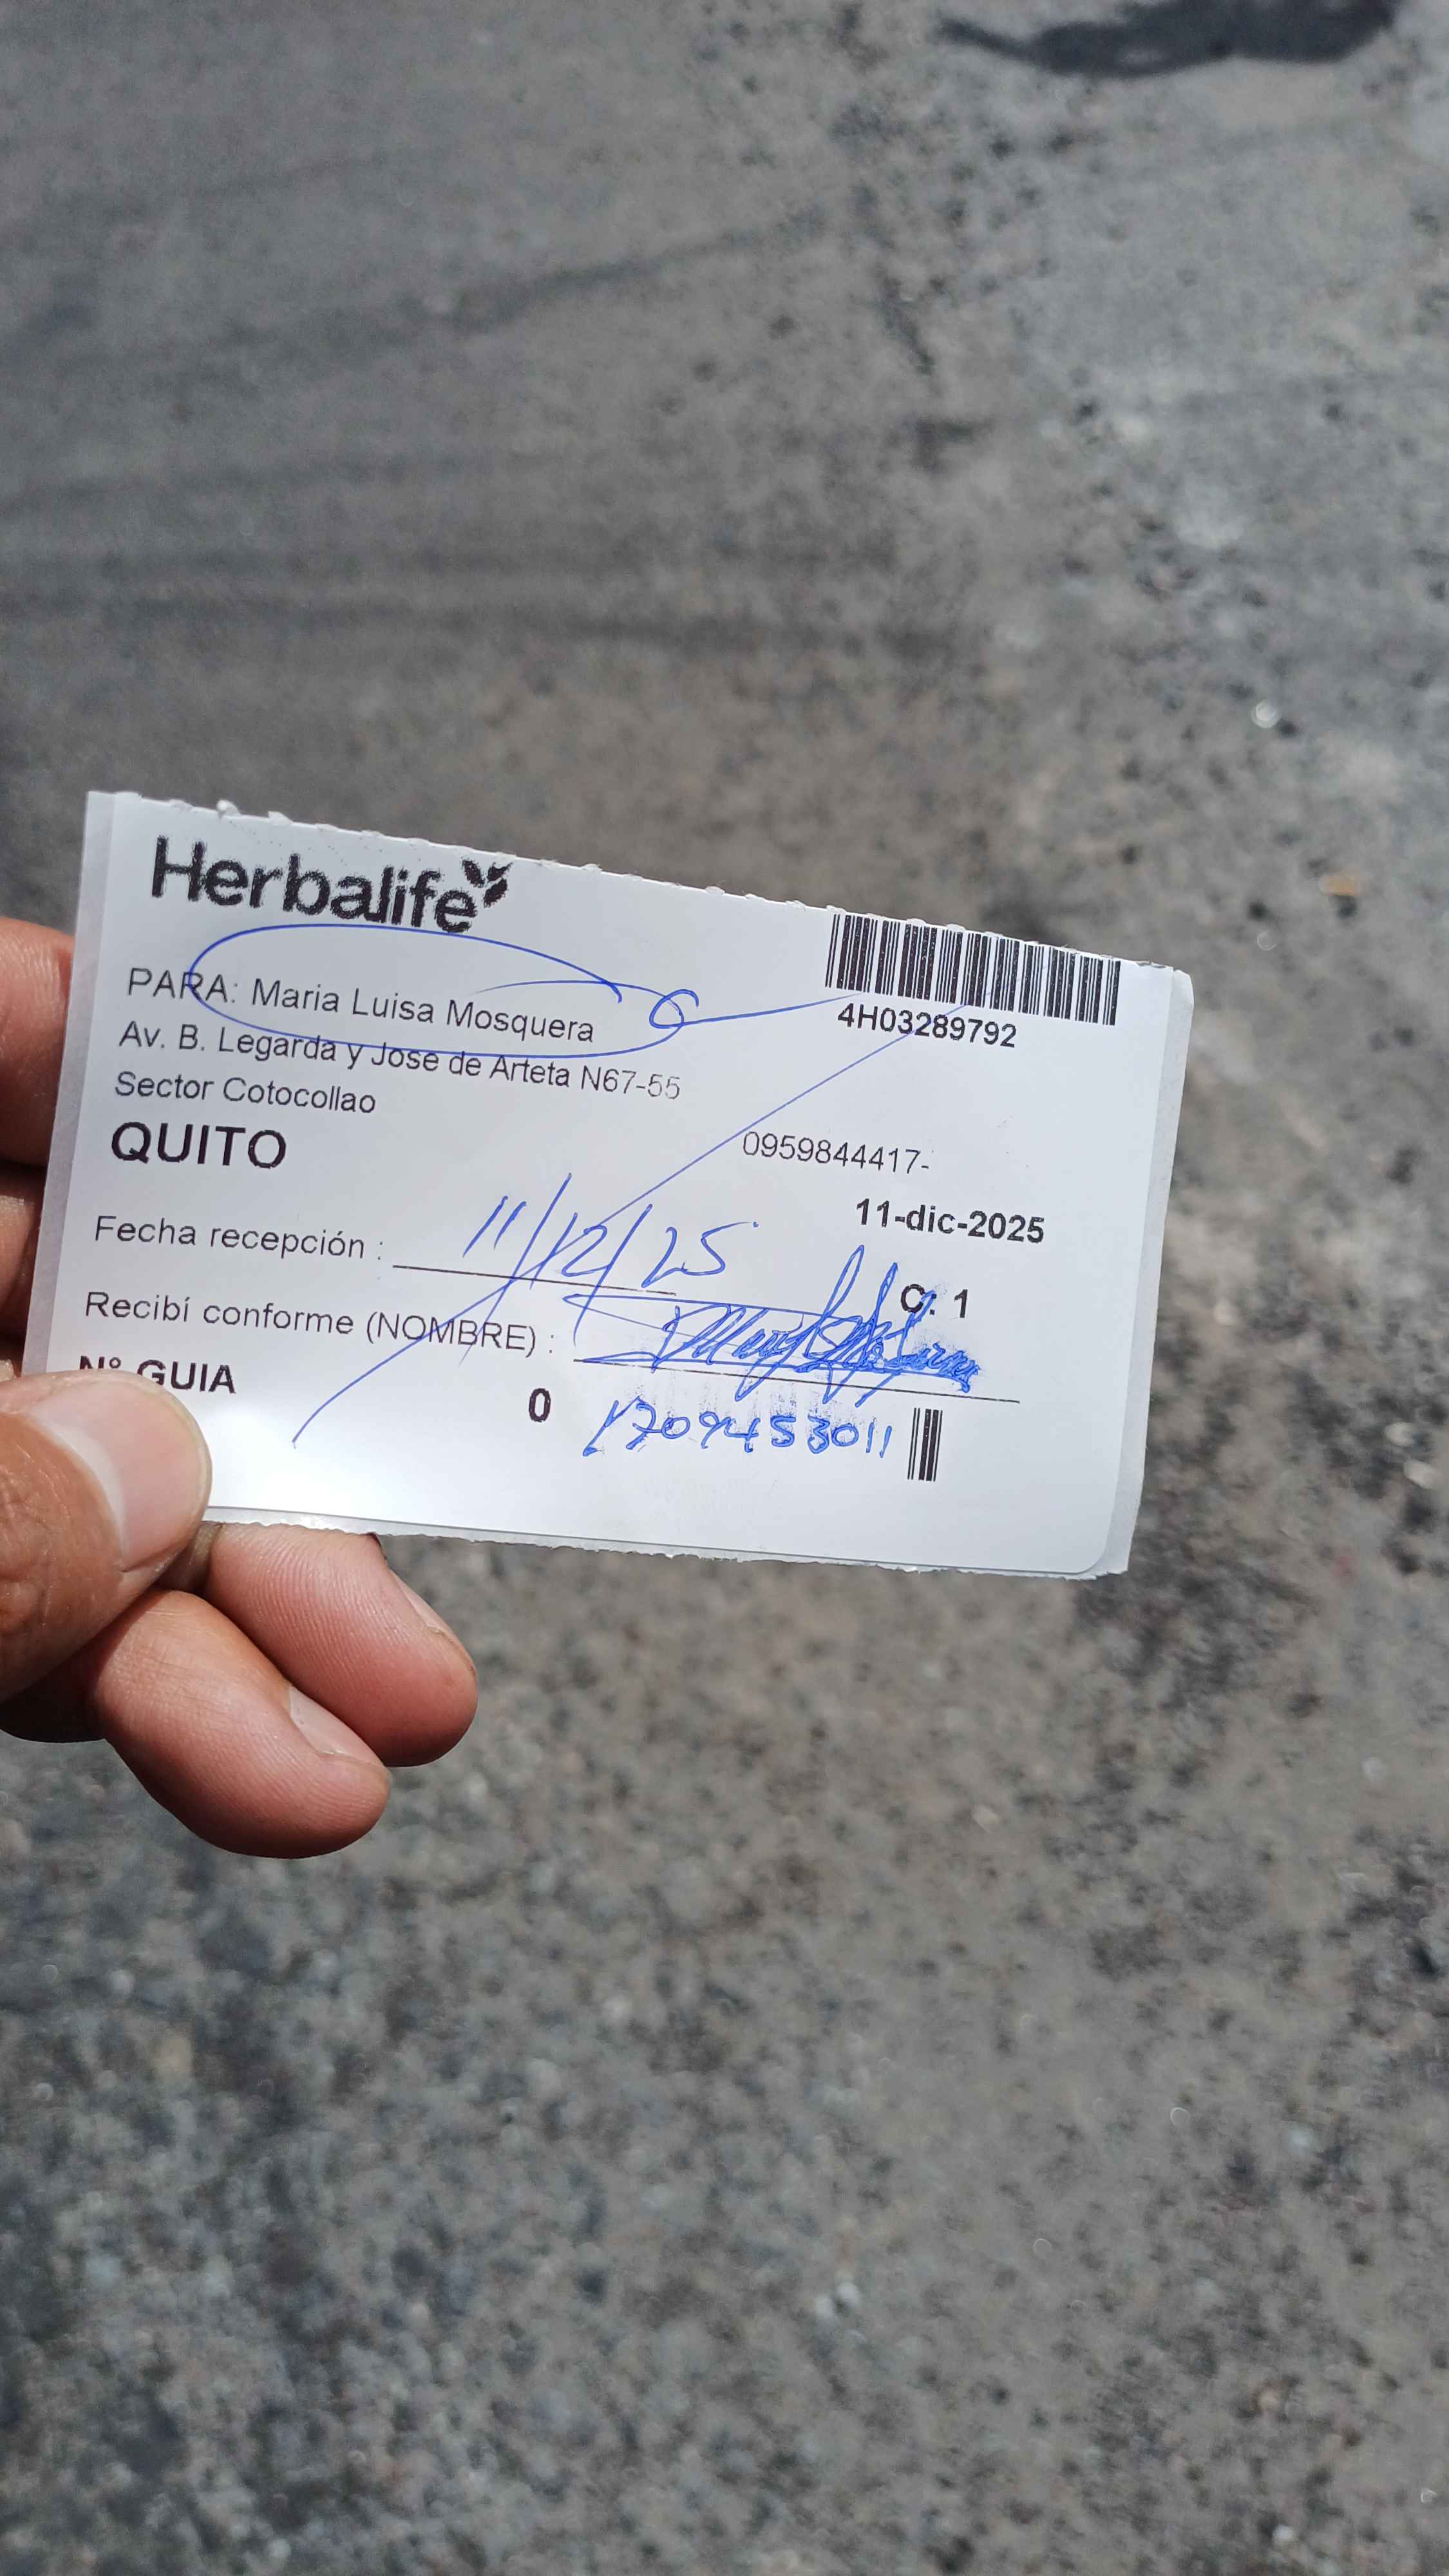 Herbalife
PARA: Maria Luisa Mosquera
4H03289792
Av. B. Legarda y Jose de Arteta N67-55
Sector Cotocollao
QUITO
0959844417-
11-dic-2025
Fecha recepción : 11/12/25
C. 1
Recibí conforme (NOMBRE) :
N° GUIA 0
1709453011